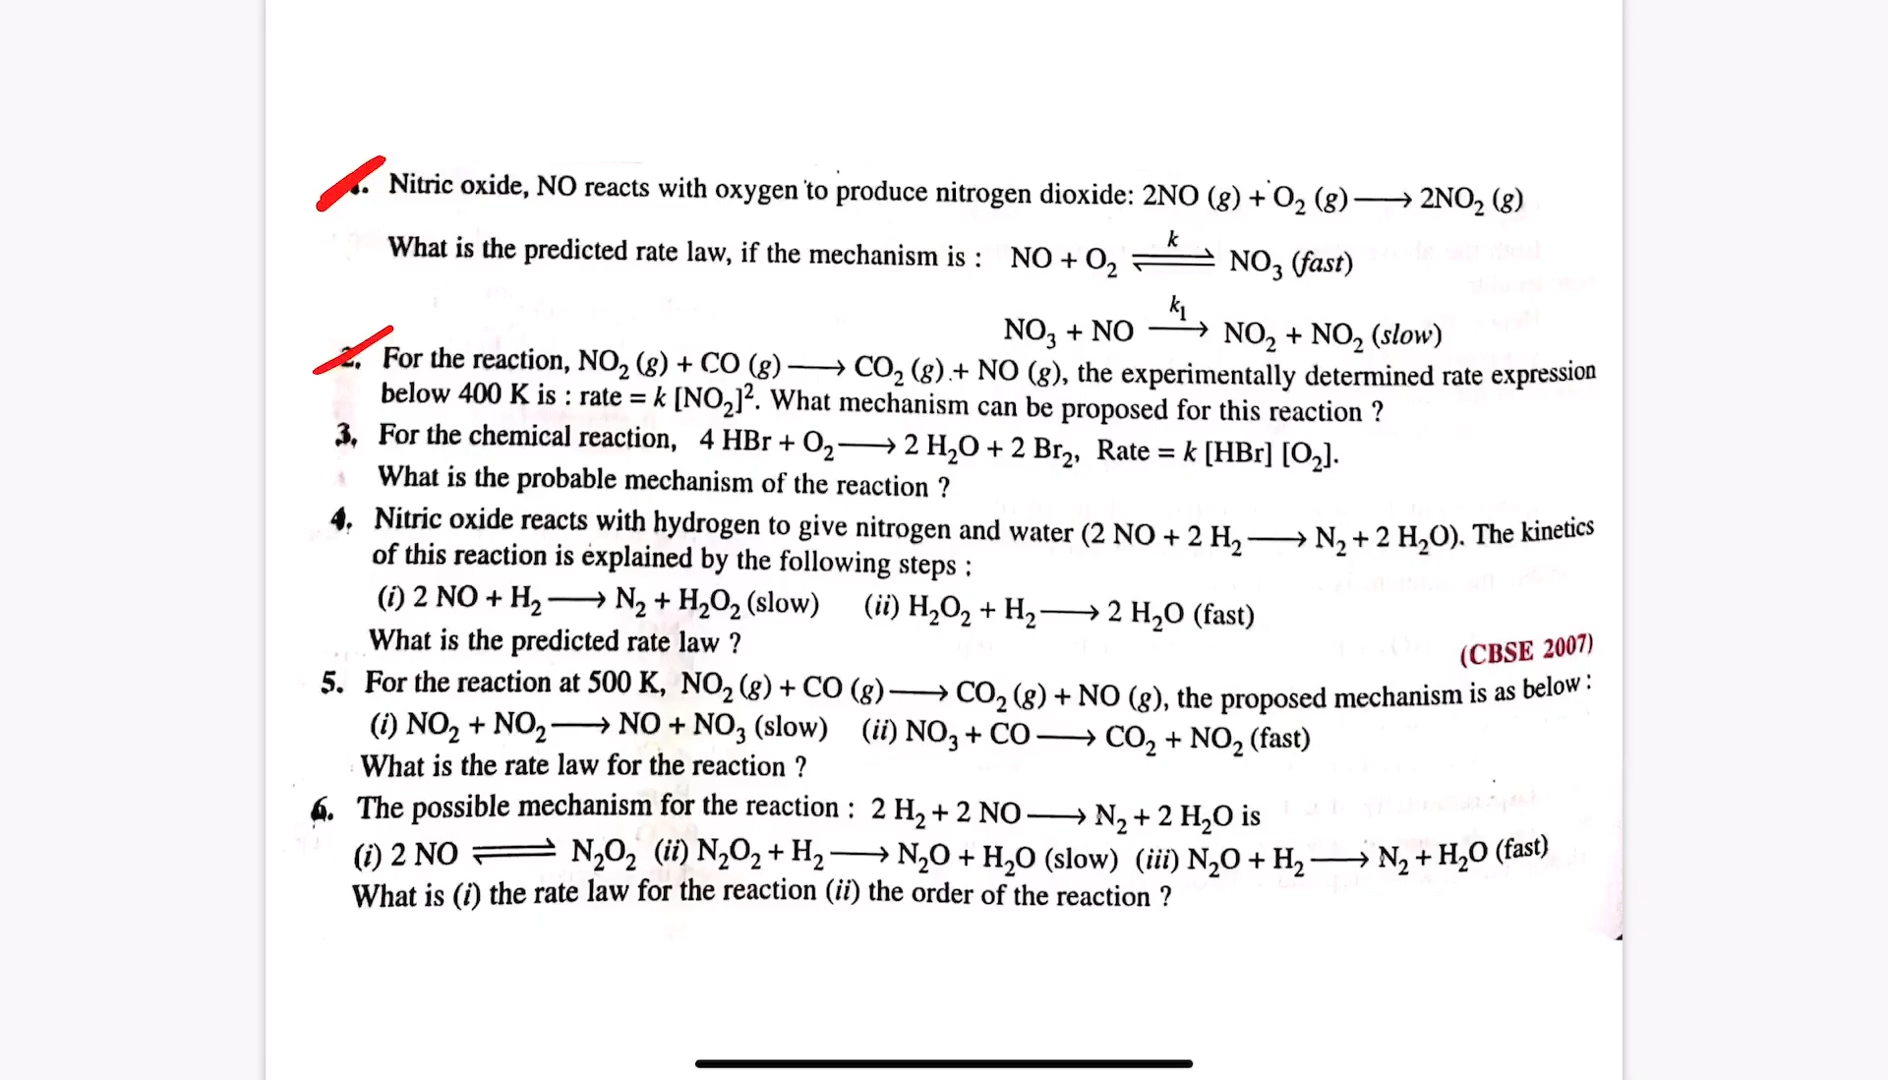 . Nitric oxide, NO reacts with oxygen to produce nitrogen dioxide: 2NO (g) + O₂ (g) ⟶ 2NO₂ (g)
What is the predicted rate law, if the mechanism is : NO + O₂ ⇌ NO₃ (fast)
k
NO₃ + NO ⟶ NO₂ + NO₂ (slow)
k₁
2. For the reaction, NO₂ (g) + CO (g) ⟶ CO₂ (g) + NO (g), the experimentally determined rate expression
below 400 K is : rate = k [NO₂]². What mechanism can be proposed for this reaction ?
3. For the chemical reaction, 4 HBr + O₂ ⟶ 2 H₂O + 2 Br₂, Rate = k [HBr] [O₂].
What is the probable mechanism of the reaction ?
4. Nitric oxide reacts with hydrogen to give nitrogen and water (2 NO + 2 H₂ ⟶ N₂ + 2 H₂O). The kinetics
of this reaction is explained by the following steps :
(i) 2 NO + H₂ ⟶ N₂ + H₂O₂ (slow) (ii) H₂O₂ + H₂ ⟶ 2 H₂O (fast)
What is the predicted rate law ?
(CBSE 2007)
5. For the reaction at 500 K, NO₂ (g) + CO (g) ⟶ CO₂ (g) + NO (g), the proposed mechanism is as below :
(i) NO₂ + NO₂ ⟶ NO + NO₃ (slow) (ii) NO₃ + CO ⟶ CO₂ + NO₂ (fast)
What is the rate law for the reaction ?
6. The possible mechanism for the reaction : 2 H₂ + 2 NO ⟶ N₂ + 2 H₂O is
(i) 2 NO ⇌ N₂O₂ (ii) N₂O₂ + H₂ ⟶ N₂O + H₂O (slow) (iii) N₂O + H₂ ⟶ N₂ + H₂O (fast)
What is (i) the rate law for the reaction (ii) the order of the reaction ?